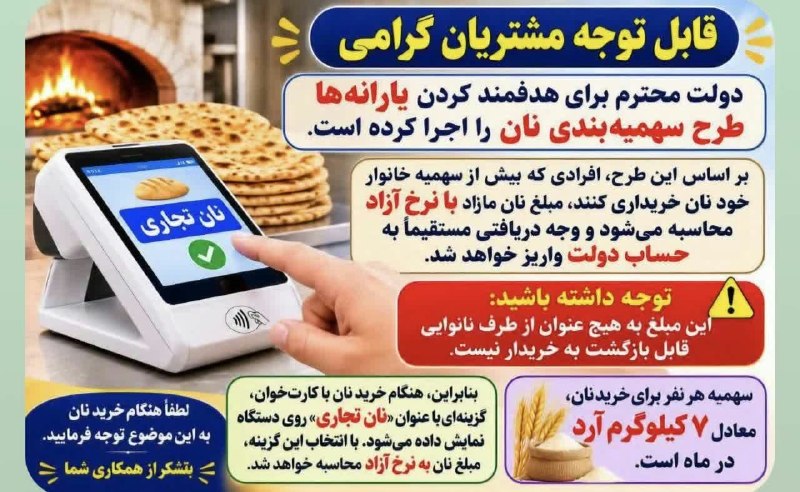 قابل توجه مشتریان گرامی
دولت محترم برای هدفمند کردن یارانه‌ها
طرح سهمیه‌بندی نان را اجرا کرده است.
بر اساس این طرح، افرادی که بیش از سهمیه خانوار
خود نان خریداری کنند، مبلغ نان مازاد با نرخ آزاد
محاسبه می‌شود و وجه دریافتی مستقیماً به
حساب دولت واریز خواهد شد.
نان تجاری
توجه داشته باشید:
این مبلغ به هیچ عنوان از طرف نانوایی
قابل بازگشت به خریدار نیست.
سهمیه هر نفر برای خرید نان،
معادل ۷ کیلوگرم آرد
در ماه است.
بنابراین، هنگام خرید نان با کارت‌خوان،
گزینه‌ای با عنوان «نان تجاری» روی دستگاه
نمایش داده می‌شود. با انتخاب این گزینه،
مبلغ نان به نرخ آزاد محاسبه خواهد شد.
لطفاً هنگام خرید نان
به این موضوع توجه فرمایید.
بتشکر از همکاری شما